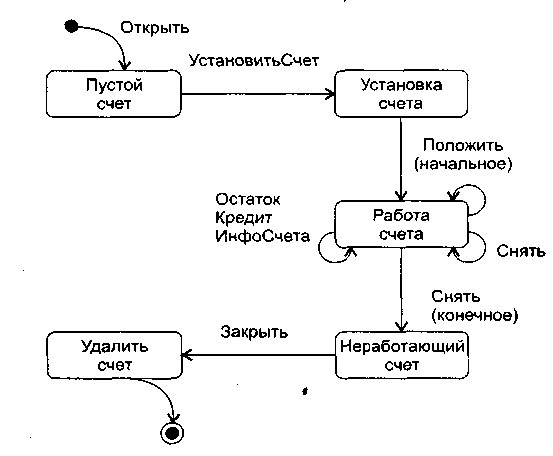 Открыть
УстановитьСчет
Пустой
счет
Установка
счета
Положить
(начальное)
Остаток
Кредит
ИнфоСчета
Работа
счета
Снять
Снять
(конечное)
Закрыть
Удалить
счет
Неработающий
счет